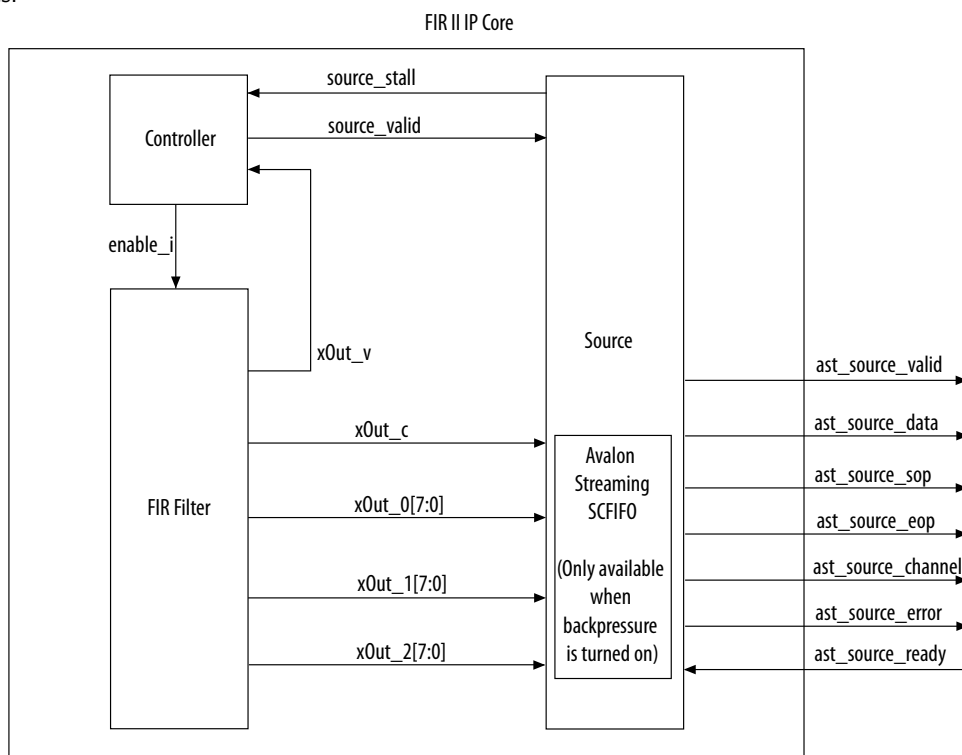 s.
FIR II IP Core
source_stall
source_valid
Controller
enable_i
xOut_v
Source
ast_source_valid
xOut_c
ast_source_data
Avalon
Streaming
SCFIFO
ast_source_sop
FIR Filter
xOut_0[7:0]
ast_source_eop
(Only available
when
backpressure
is turned on)
ast_source_channel
xOut_1[7:0]
ast_source_error
xOut_2[7:0]
ast_source_ready